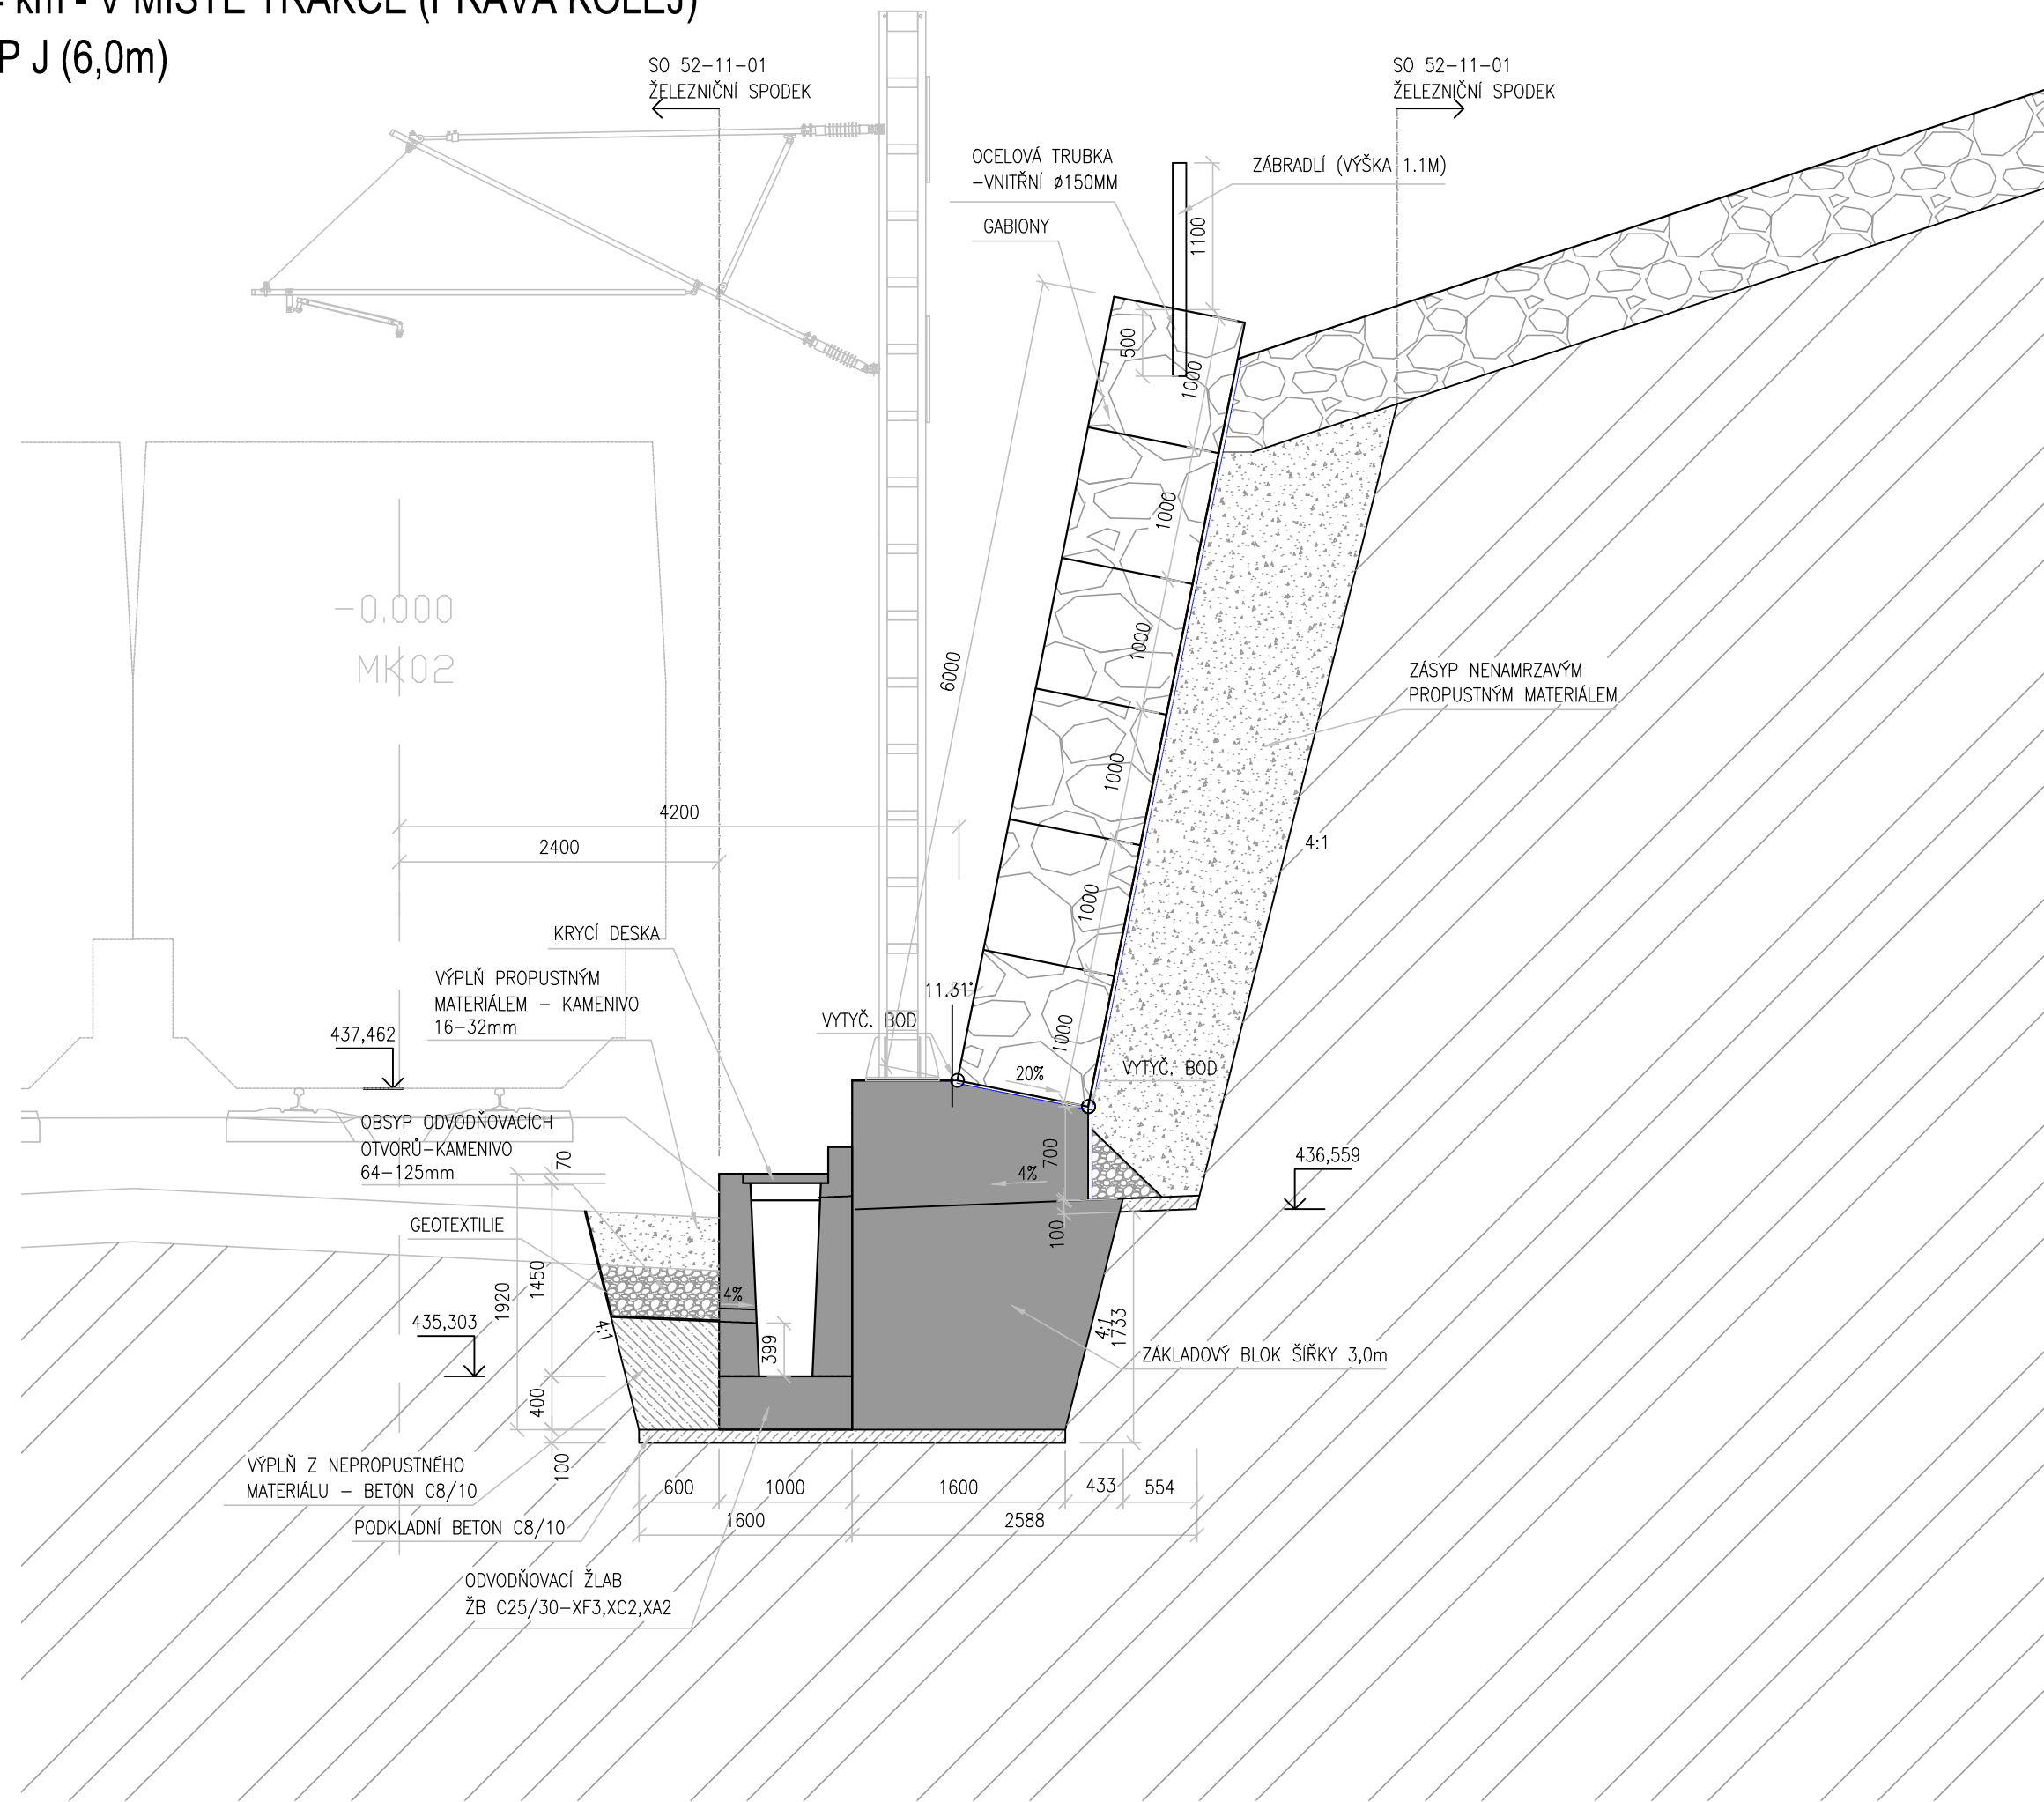 km - V MÍSTĚ TRAKCE (PRAVÁ KOLEJ)
P J (6,0m)
SO 52-11-01
ŽELEZNIČNÍ SPODEK
SO 52-11-01
ŽELEZNIČNÍ SPODEK
OCELOVÁ TRUBKA
-VNITŘNÍ ø150MM
ZÁBRADLÍ (VÝŠKA 1.1M)
GABIONY
1100
500
1000
1000
1000
1000
1000
1000
6000
-0.000
MK02
ZÁSYP NENAMRZAVÝM
PROPUSTNÝM MATERIÁLEM
4200
2400
4:1
KRYCÍ DESKA
VÝPLŇ PROPUSTNÝM
MATERIÁLEM - KAMENIVO
16-32mm
11.31°
VYTYČ. BOD
437,462
20%
VYTYČ. BOD
OBSYP ODVODŇOVACÍCH
OTVORŮ-KAMENIVO
64-125mm
70
700
4%
436,559
GEOTEXTILIE
100
1920
1450
4%
435,303
4:1
399
4:1
1733
ZÁKLADOVÝ BLOK ŠÍŘKY 3,0m
400
100
VÝPLŇ Z NEPROPUSTNÉHO
MATERIÁLU - BETON C8/10
600
1000
1600
433
554
1600
2588
PODKLADNÍ BETON C8/10
ODVODŇOVACÍ ŽLAB
ŽB C25/30-XF3,XC2,XA2